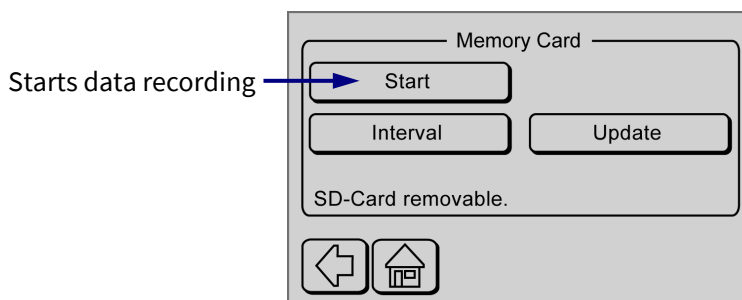 Memory Card
Starts data recording
Start
Interval
Update
SD-Card removable.